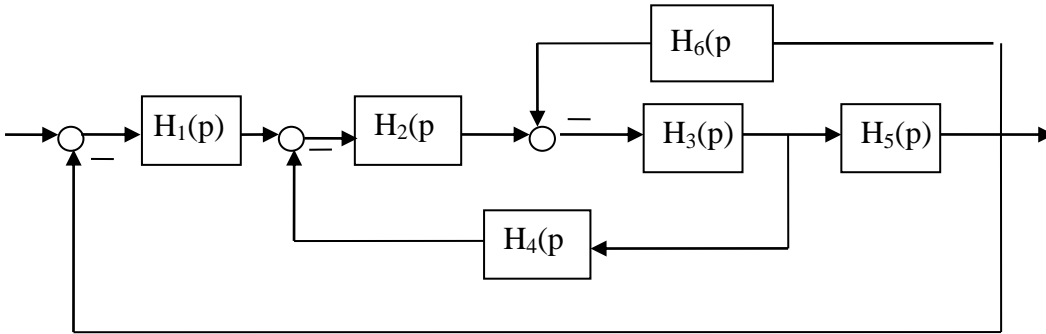 H₆(p
H₁(p)
H₂(p
H₃(p)
H₅(p)
H₄(p